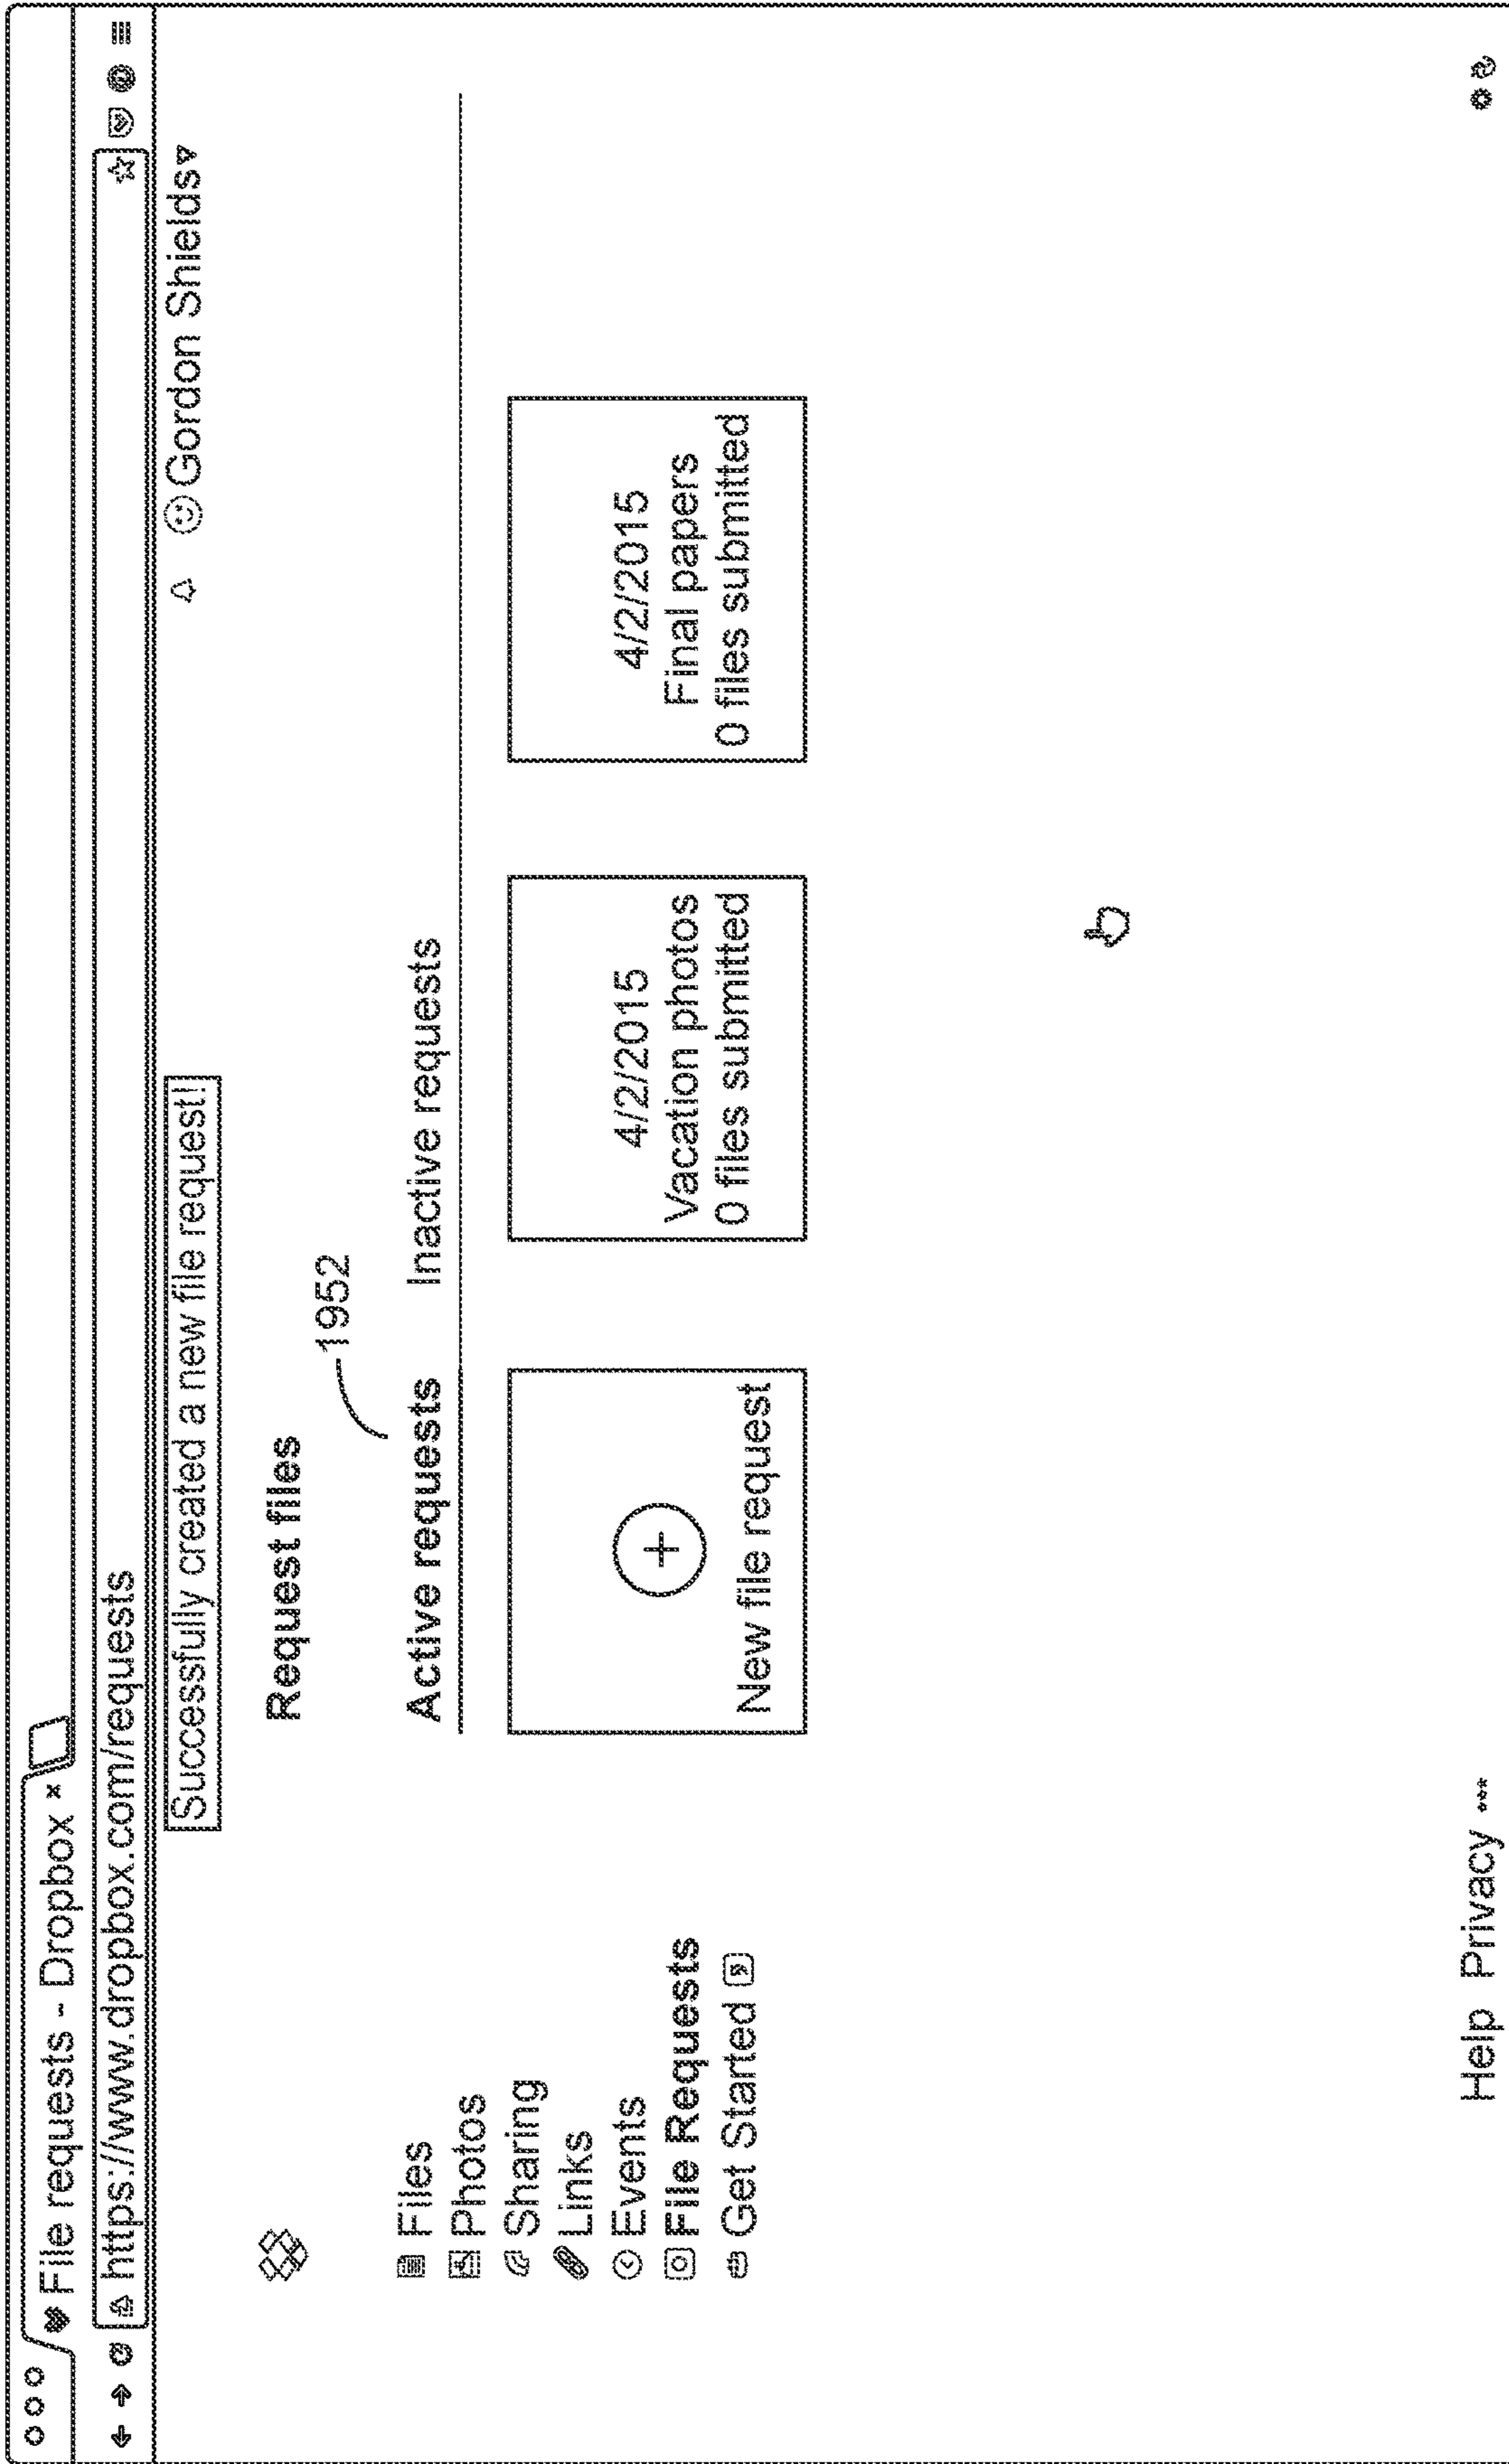 File requests - Dropbox ×
https://www.dropbox.com/requests
Successfully created a new file request!
Gordon Shields
Request files
1952
Active requests
Inactive requests
Files
Photos
Sharing
Links
Events
File Requests
Get Started
New file request
4/2/2015
Vacation photos
0 files submitted
4/2/2015
Final papers
0 files submitted
Help Privacy